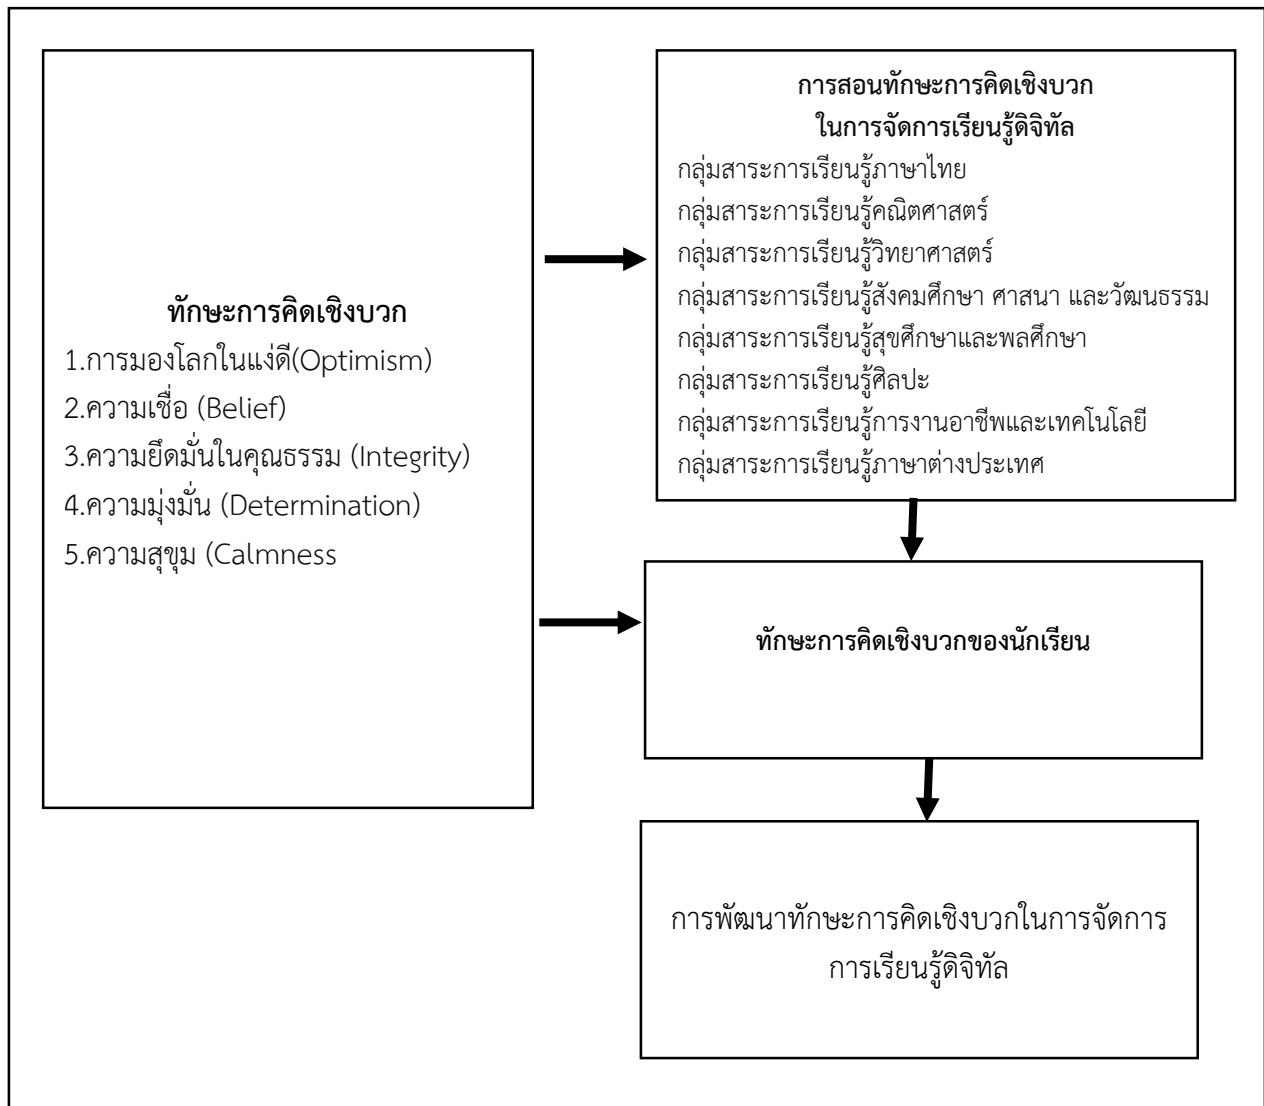 ทักษะการคิดเชิงบวก
1.การมองโลกในแง่ดี(Optimism)
2.ความเชื่อ (Belief)
3.ความยึดมั่นในคุณธรรม (Integrity)
4.ความมุ่งมั่น (Determination)
5.ความสุขุม (Calmness
การสอนทักษะการคิดเชิงบวก
ในการจัดการเรียนรู้ดิจิทัล
กลุ่มสาระการเรียนรู้ภาษาไทย
กลุ่มสาระการเรียนรู้คณิตศาสตร์
กลุ่มสาระการเรียนรู้วิทยาศาสตร์
กลุ่มสาระการเรียนรู้สังคมศึกษา ศาสนา และวัฒนธรรม
กลุ่มสาระการเรียนรู้สุขศึกษาและพลศึกษา
กลุ่มสาระการเรียนรู้ศิลปะ
กลุ่มสาระการเรียนรู้การงานอาชีพและเทคโนโลยี
กลุ่มสาระการเรียนรู้ภาษาต่างประเทศ
ทักษะการคิดเชิงบวกของนักเรียน
การพัฒนาทักษะการคิดเชิงบวกในการจัดการ
การเรียนรู้ดิจิทัล